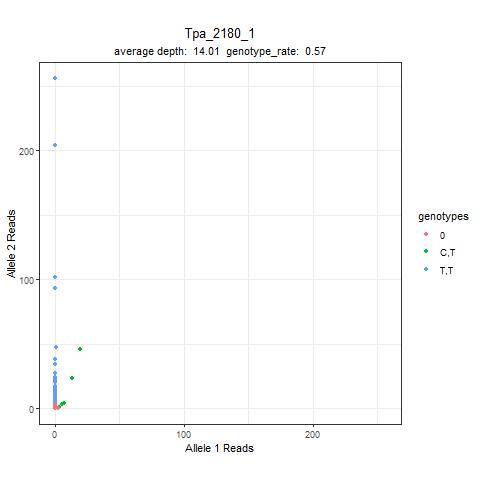 Tpa_2180_1
average depth: 14.01 genotype_rate: 0.57
Allele 2 Reads
200
100
0
0
100
200
Allele 1 Reads
genotypes
0
C,T
T,T